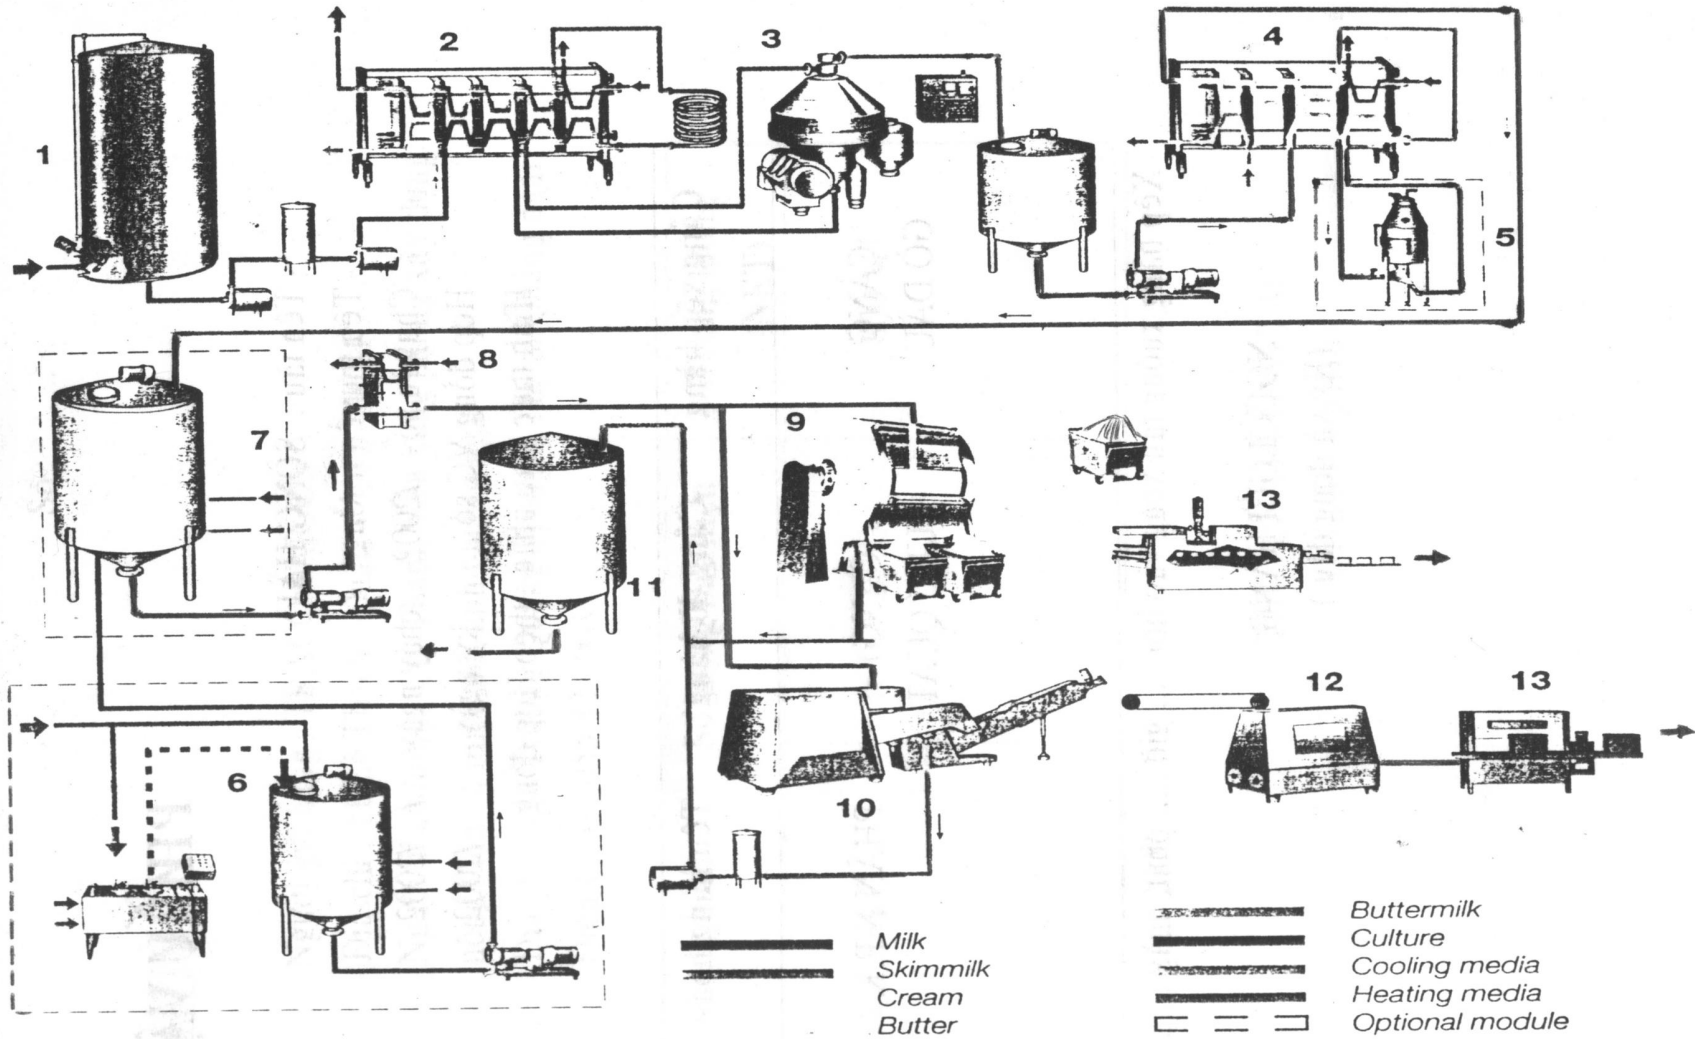 1
2
3
4
5
7
8
9
13
11
12
13
6
10
Milk
Skimmilk
Cream
Butter
Buttermilk
Culture
Cooling media
Heating media
Optional module